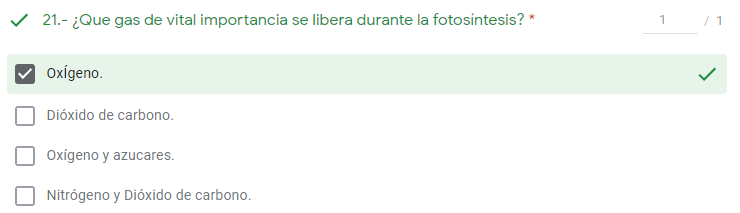 21.- ¿Que gas de vital importancia se libera durante la fotosíntesis? * 1 / 1
OxÍgeno.
Dióxido de carbono.
Oxígeno y azucares.
Nitrógeno y Dióxido de carbono.